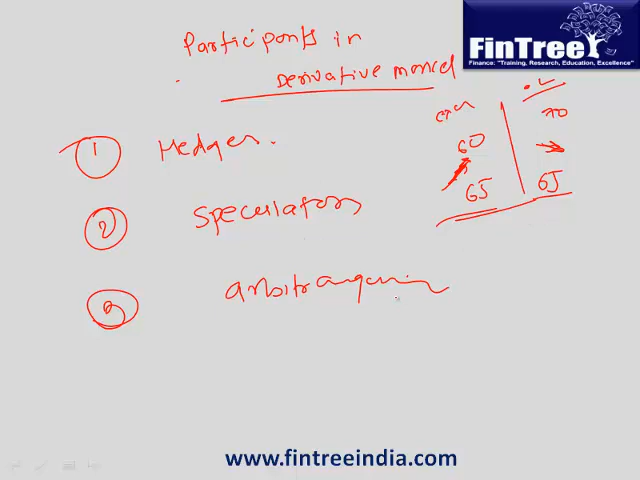 Participants in
Derivative market
FinTree
Finance: "Training, Research, Education, Excellence"
1 Hedger.
60
70
65
65
2 Speculators
3
www.fintreeindia.com